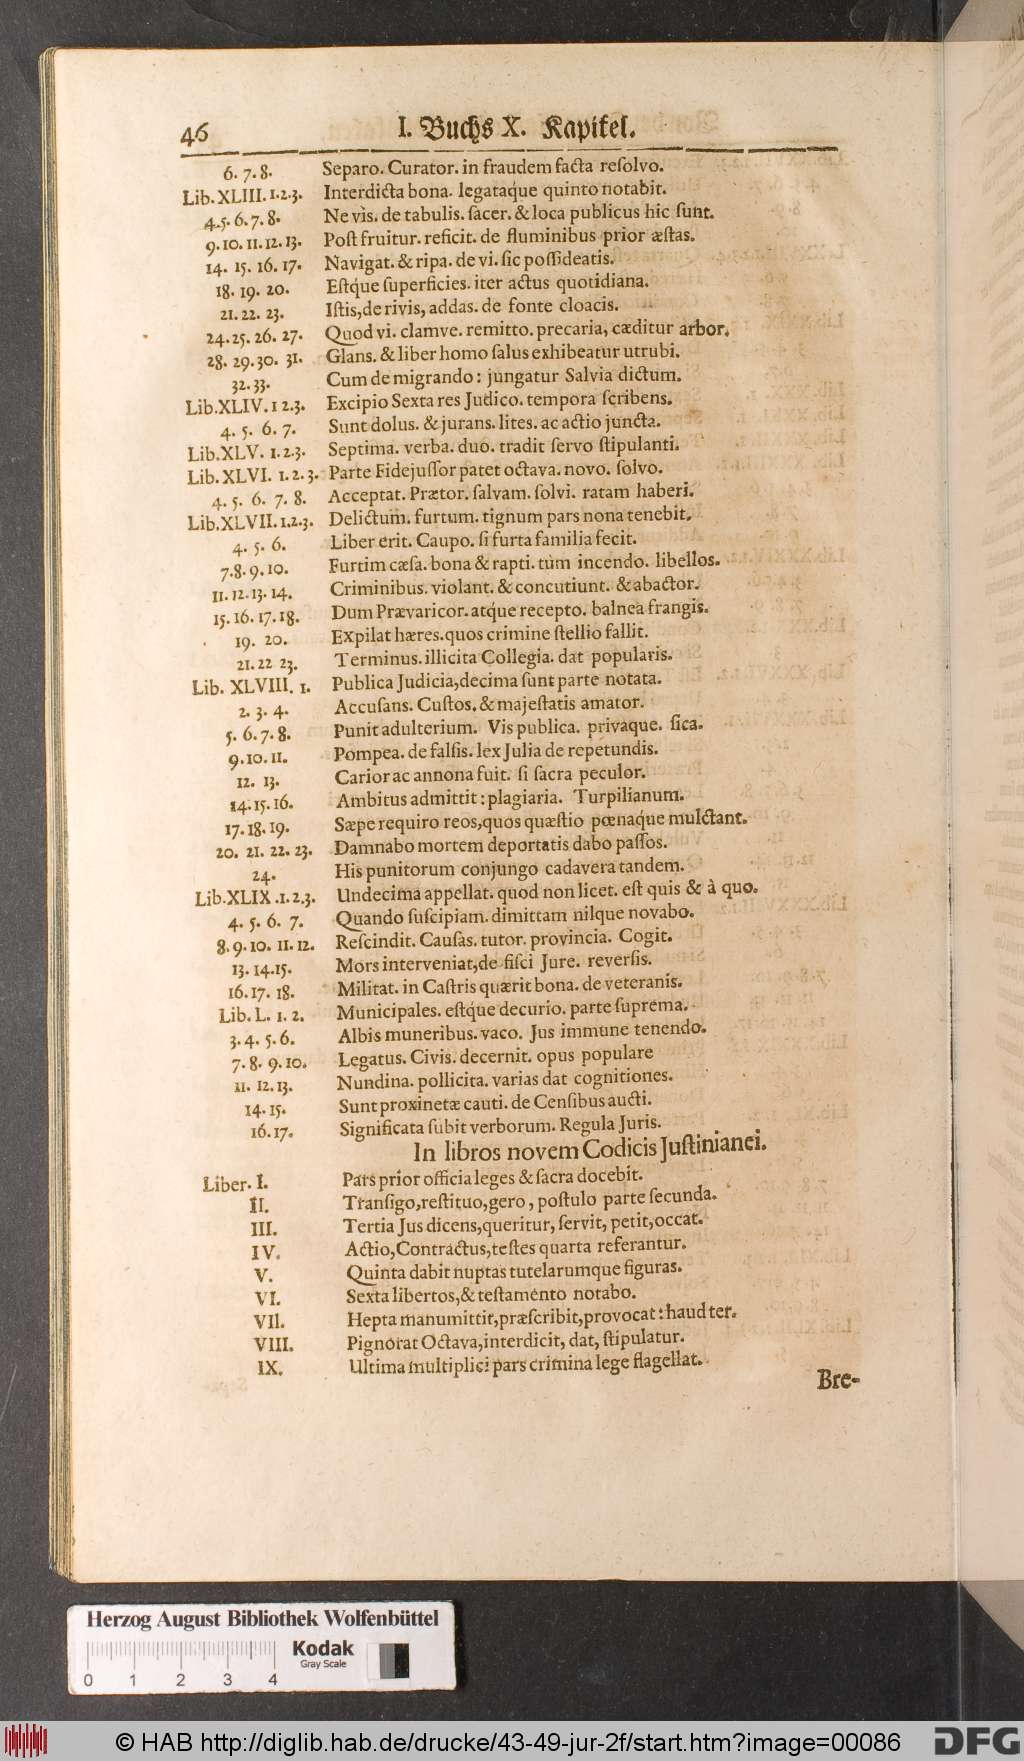 46 I. Buchs X. Kapitel.
6. 7. 8. Separo. Curator. in fraudem facta reſolvo.
Lib. XLIII. 1. 2. 3. Interdicta bona. legataq́ue quinto notabit.
4. 5. 6. 7. 8. Ne vìs. de tabulis. ſacer. & loca publicus hic ſunt.
9. 10. 11. 12. 13. Poſt fruitur. reficit. de fluminibus prior æſtas.
14. 15. 16. 17. Navigat. & ripa. de vi. ſic poſſideatis.
18. 19. 20. Eſtq́ue ſuperficies. iter actus quotidiana.
21. 22. 23. Iſtis, de rivis, addas. de fonte cloacis.
24. 25. 26. 27. Quod vi. clamve. remitto. precaria, cæditur arbor.
28. 29. 30. 31. Glans. & liber homo ſalus exhibeatur utrubi.
32. 33. Cum de migrando: jungatur Salvia dictum.
Lib. XLIV. 1 2. 3. Excipio Sexta res Judico. tempora ſcribens.
4. 5. 6. 7. Sunt dolus. & jurans. lites. ac actio juncta.
Lib. XLV. 1. 2. 3. Septima. verba. duo. tradit ſervo ſtipulanti.
Lib. XLVI. 1. 2. 3. Parte Fidejuſſor patet octava. novo. ſolvo.
4. 5. 6. 7. 8. Acceptat. Prætor. ſalvam. ſolvi. ratam haberi.
Lib. XLVII. 1. 2. 3. Delictum. furtum. tignum pars nona tenebit.
4. 5. 6. Liber erit. Caupo. ſi furta familia fecit.
7. 8. 9. 10. Furtim cæſa. bona & rapti. tùm incendo. libellos.
11. 12. 13. 14. Criminibus. violant. & concutiunt. & abactor.
15. 16. 17. 18. Dum Prævaricor. atq́ue recepto. balnea frangis.
19. 20. Expilat hæres. quos crimine ſtellio fallit.
21. 22 23. Terminus. illicita Collegia. dat popularis.
Lib. XLVIII. 1. Publica Judicia, decima ſunt parte notata.
2. 3. 4. Accuſans. Cuſtos. & majeſtatis amator.
5. 6. 7. 8. Punit adulterium. Vis publica. privaque. ſica.
9. 10. 11. Pompea. de falſis. lex Julia de repetundis.
12. 13. Carior ac annona fuit. ſi ſacra peculor.
14. 15. 16. Ambitus admittit: plagiaria. Turpilianum.
17. 18. 19. Sæpe requiro reos, quos quæſtio pœnaq́ue mulctant.
20. 21. 22. 23. Damnabo mortem deportatis dabo paſſos.
24. His punitorum conjungo cadavera tandem.
Lib. XLIX. 1. 2. 3. Undecima appellat. quod non licet. eſt quis & à quo.
4. 5. 6. 7. Quando ſuſcipiam. dimittam nilque novabo.
8. 9. 10. 11. 12. Reſcindit. Cauſas. tutor. provincia. Cogit.
13. 14. 15. Mors interveniat, de fiſci Jure. reverſis.
16. 17. 18. Militat. in Caſtris quærit bona. de veteranis.
Lib. L. 1. 2. Municipales. eſtq́ue decurio. parte ſuprema.
3. 4. 5. 6. Albis muneribus. vaco. Jus immune tenendo.
7. 8. 9. 10. Legatus. Civis. decernit. opus populare
11. 12. 13. Nundina. pollicita. varias dat cognitiones.
14. 15. Sunt proxinetæ cauti. de Cenſibus aucti.
16. 17. Significata ſubit verborum. Regula Juris.
In libros novem Codicis Juſtinianei.
Liber. I. Pars prior officia leges & ſacra docebit.
II. Tranſigo, reſtituo, gero, poſtulo parte ſecunda.
III. Tertia Jus dicens, queritur, ſervit, petit, occat.
IV. Actio, Contractus, teſtes quarta referantur.
V. Quinta dabit nuptas tutelarumque figuras.
VI. Sexta libertos, & teſtamento notabo.
VII. Hepta manumittit, præſcribit, provocat: haud ter.
VIII. Pignorat Octava, interdicit, dat, ſtipulatur.
IX. Ultima multiplici pars crimina lege flagellat.
Bre-
Herzog August Bibliothek Wolfenbüttel
Kodak
Gray Scale
0 1 2 3 4
© HAB http://diglib.hab.de/drucke/43-49-jur-2f/start.htm?image=00086
DFG